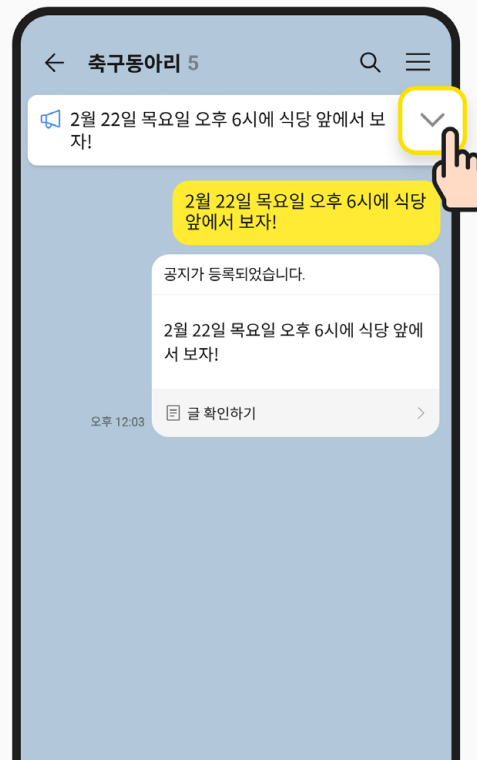 축구동아리 5
2월 22일 목요일 오후 6시에 식당 앞에서 보
자!
2월 22일 목요일 오후 6시에 식당
앞에서 보자!
공지가 등록되었습니다.
2월 22일 목요일 오후 6시에 식당 앞에
서 보자!
글 확인하기
오후 12:03